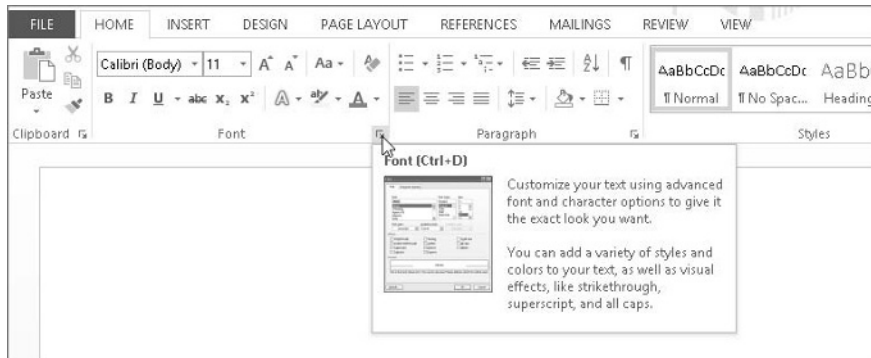 FILE HOME INSERT DESIGN PAGE LAYOUT REFERENCES MAILINGS REVIEW VIEW
Calibri (Body) 11 A A Aa
Paste
B I U abc X₂ x² A aby A
AaBbCcDc AaBbCcDc AaBb
¶ Normal ¶ No Spac... Heading
Clipboard Font Paragraph Styles
Font (Ctrl+D)
Customize your text using advanced
font and character options to give it
the exact look you want.
You can add a variety of styles and
colors to your text, as well as visual
effects, like strikethrough,
superscript, and all caps.